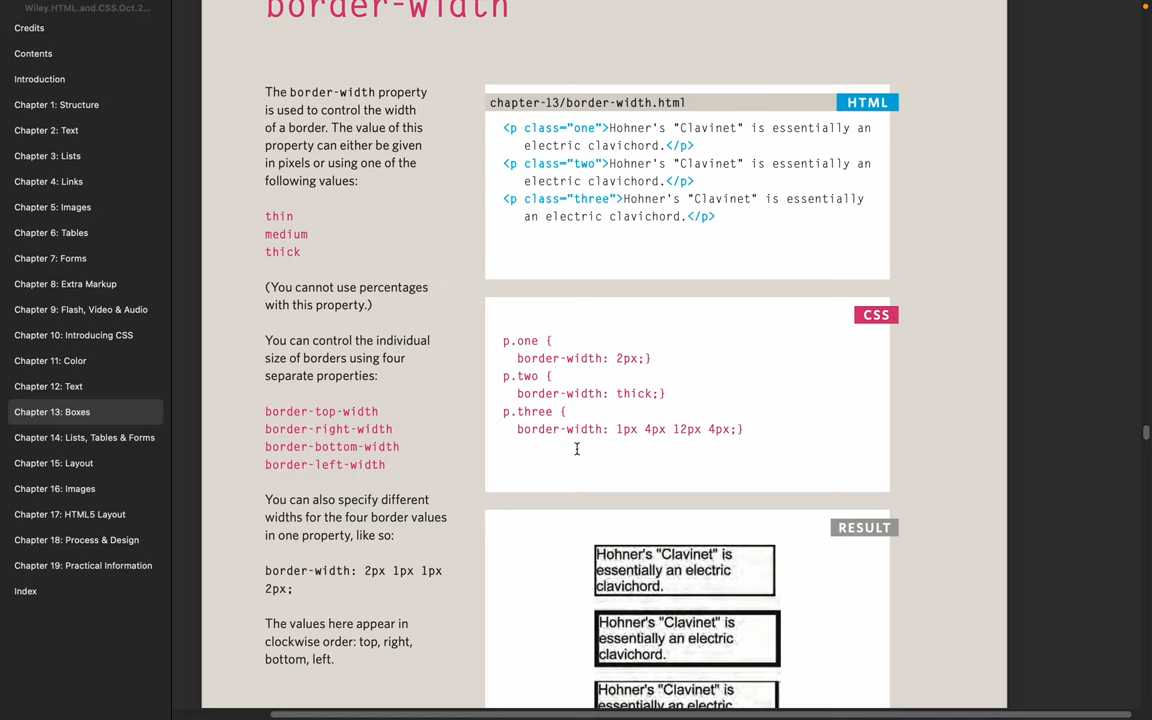 Wiley.HTML.and.CSS.Oct.2...
Credits
Contents
Introduction
Chapter 1: Structure
Chapter 2: Text
Chapter 3: Lists
Chapter 4: Links
Chapter 5: Images
Chapter 6: Tables
Chapter 7: Forms
Chapter 8: Extra Markup
Chapter 9: Flash, Video & Audio
Chapter 10: Introducing CSS
Chapter 11: Color
Chapter 12: Text
Chapter 13: Boxes
Chapter 14: Lists, Tables & Forms
Chapter 15: Layout
Chapter 16: Images
Chapter 17: HTML5 Layout
Chapter 18: Process & Design
Chapter 19: Practical Information
Index
border-width
The border-width property
is used to control the width
of a border. The value of this
property can either be given
in pixels or using one of the
following values:
thin
medium
thick
(You cannot use percentages
with this property.)
You can control the individual
size of borders using four
separate properties:
border-top-width
border-right-width
border-bottom-width
border-left-width
You can also specify different
widths for the four border values
in one property, like so:
border-width: 2px 1px 1px
2px;
The values here appear in
clockwise order: top, right,
bottom, left.
chapter-13/border-width.html
HTML
<p class="one">Hohner's "Clavinet" is essentially an
electric clavichord.</p>
<p class="two">Hohner's "Clavinet" is essentially an
electric clavichord.</p>
<p class="three">Hohner's "Clavinet" is essentially
an electric clavichord.</p>
CSS
p.one {
border-width: 2px;}
p.two {
border-width: thick;}
p.three {
border-width: 1px 4px 12px 4px;}
RESULT
Hohner's "Clavinet" is
essentially an electric
clavichord.
Hohner's "Clavinet" is
essentially an electric
clavichord.
Hohner's "Clavinet" is
essentially an electric